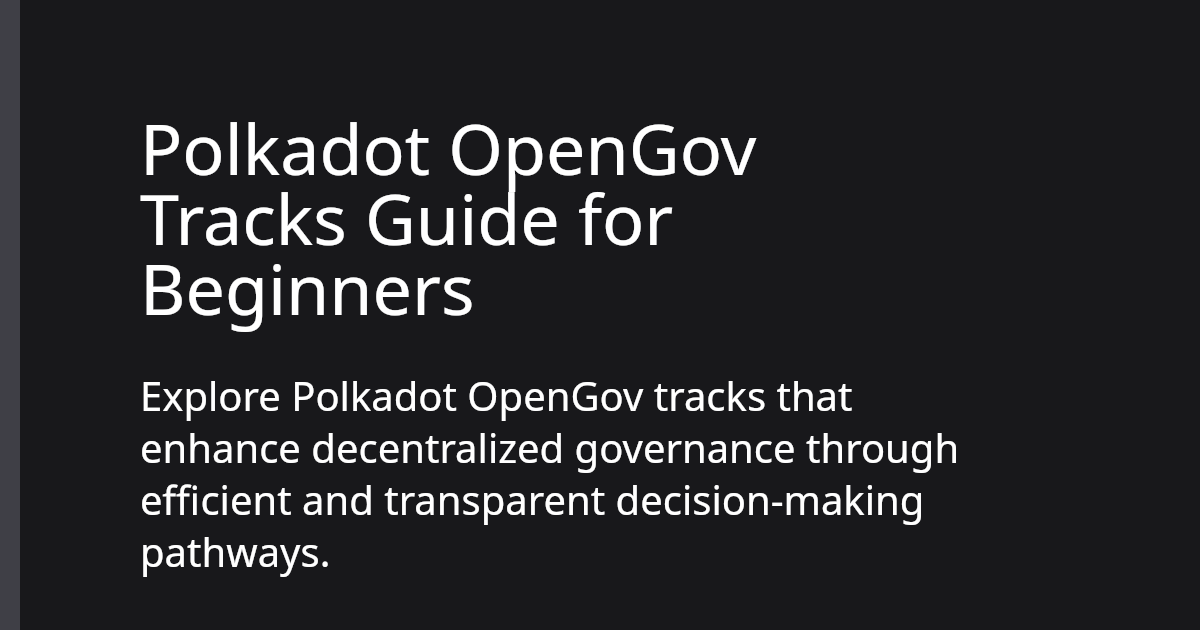 Polkadot OpenGov
Tracks Guide for
Beginners
Explore Polkadot OpenGov tracks that
enhance decentralized governance through
efficient and transparent decision-making
pathways.